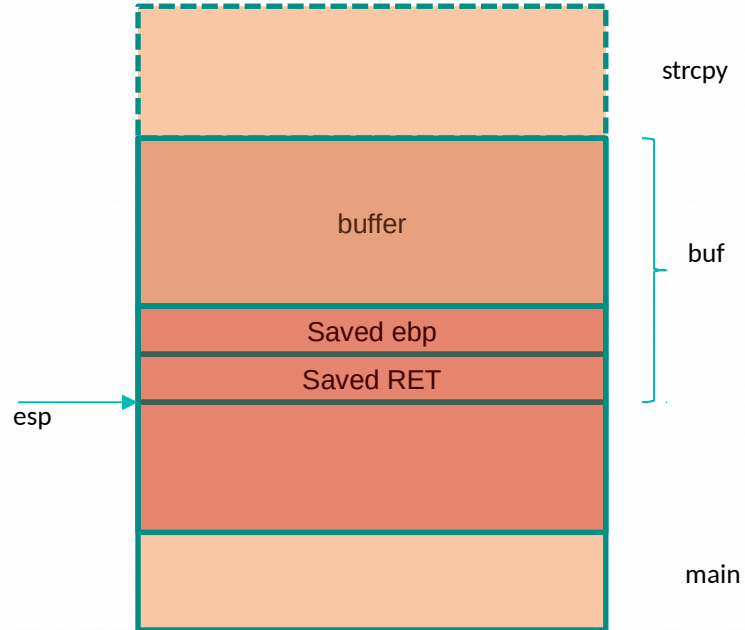 strcpy
buffer
buf
Saved ebp
Saved RET
esp
main